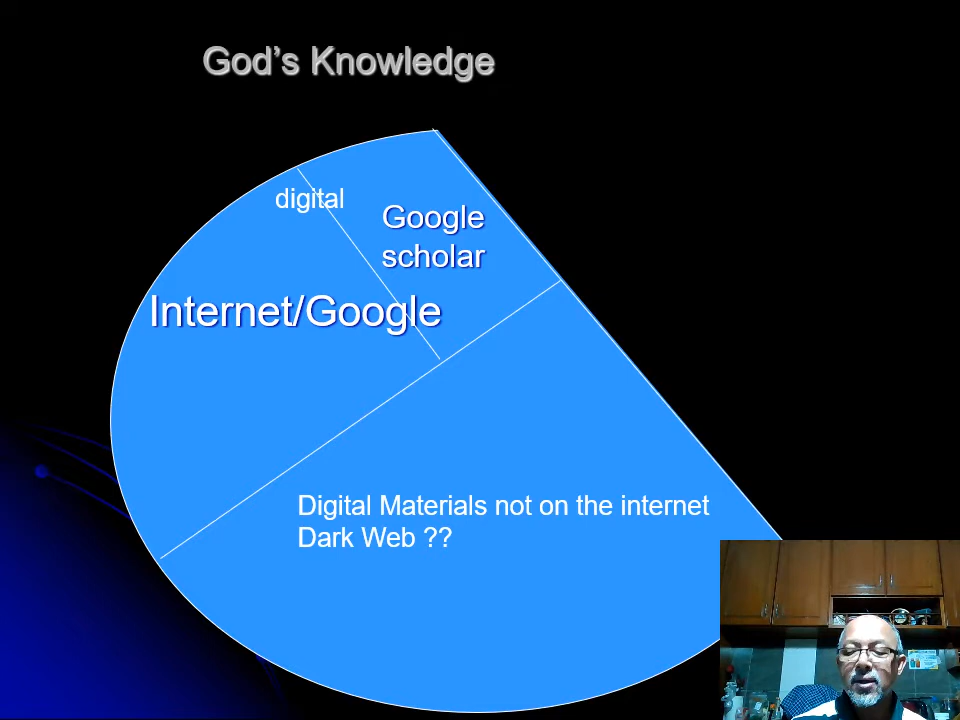 God’s Knowledge
digital
Google
scholar
Internet/Google
Digital Materials not on the internet
Dark Web ??